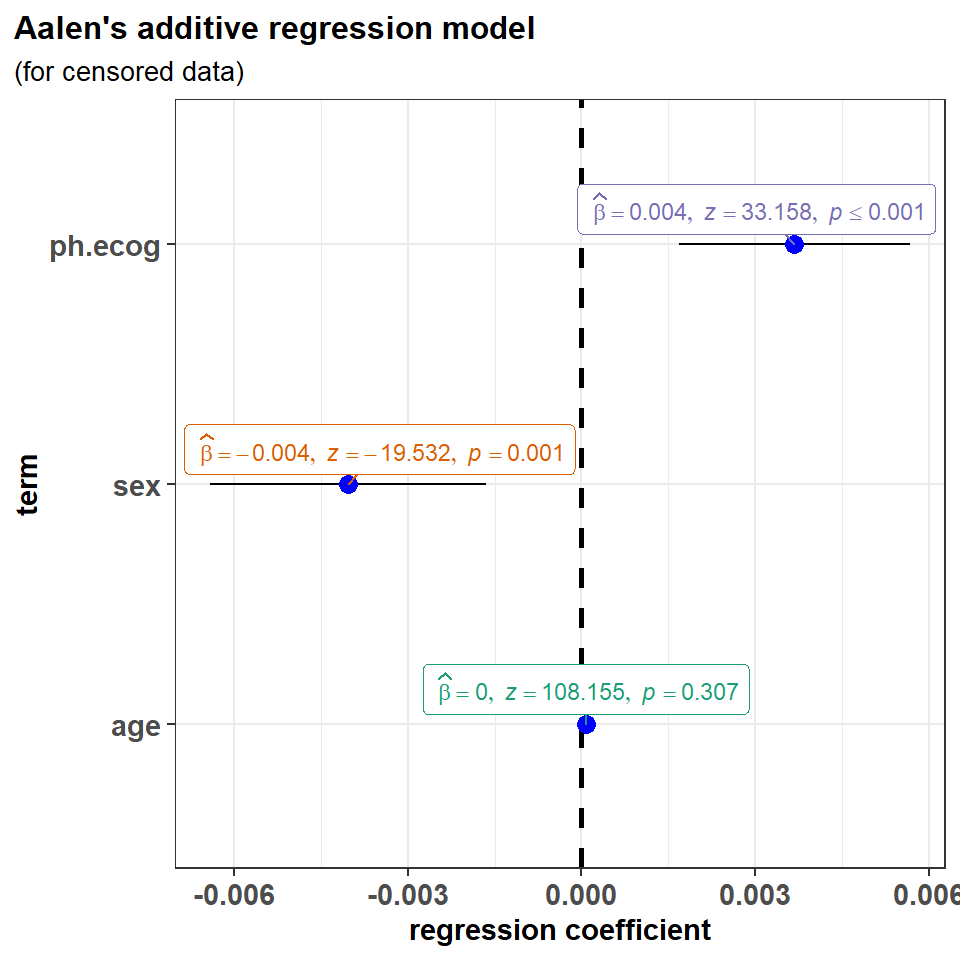 Aalen's additive regression model
(for censored data)
β̂ = 0.004, z = 33.158, p ≤ 0.001
ph.ecog
β̂ = −0.004, z = −19.532, p = 0.001
sex
term
β̂ = 0, z = 108.155, p = 0.307
age
-0.006 -0.003 0.000 0.003 0.006
regression coefficient